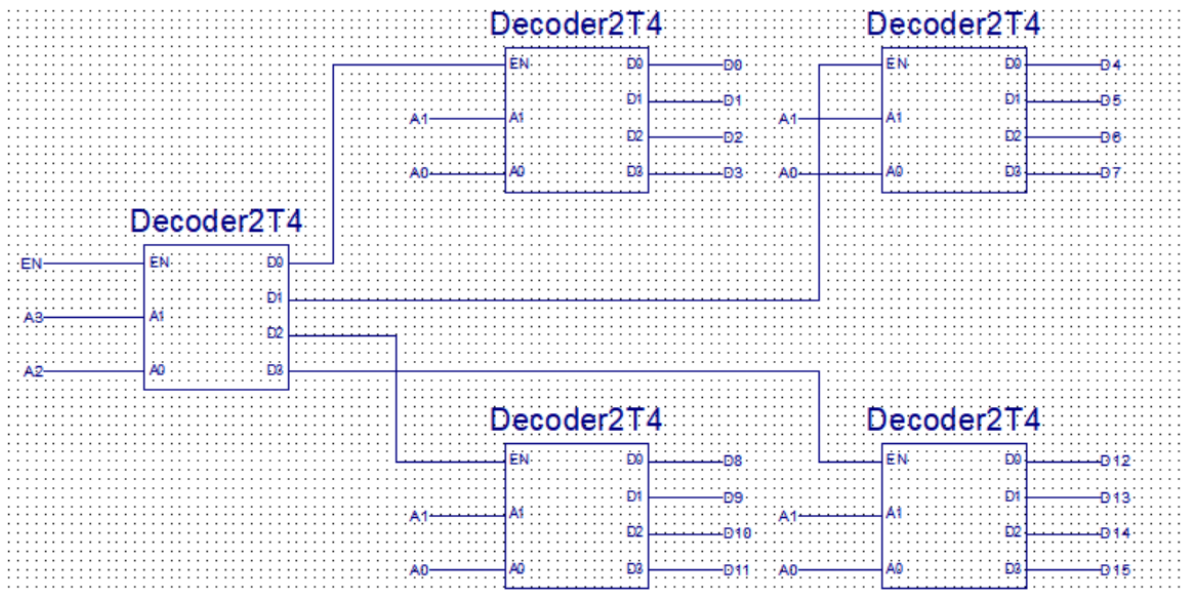 Decoder2T4 Decoder2T4
EN D0 D0 EN D0 D4
D1 D1 D1 D5
A1 A1 D2 D2 A1 A1 D2 D6
A0 A0 D3 D3 A0 A0 D3 D7
Decoder2T4
EN EN D0
D1
A3 A1 D2
A2 A0 D3
Decoder2T4 Decoder2T4
EN D0 D8 EN D0 D12
D1 D9 D1 D13
A1 A1 D2 D10 A1 A1 D2 D14
A0 A0 D3 D11 A0 A0 D3 D15